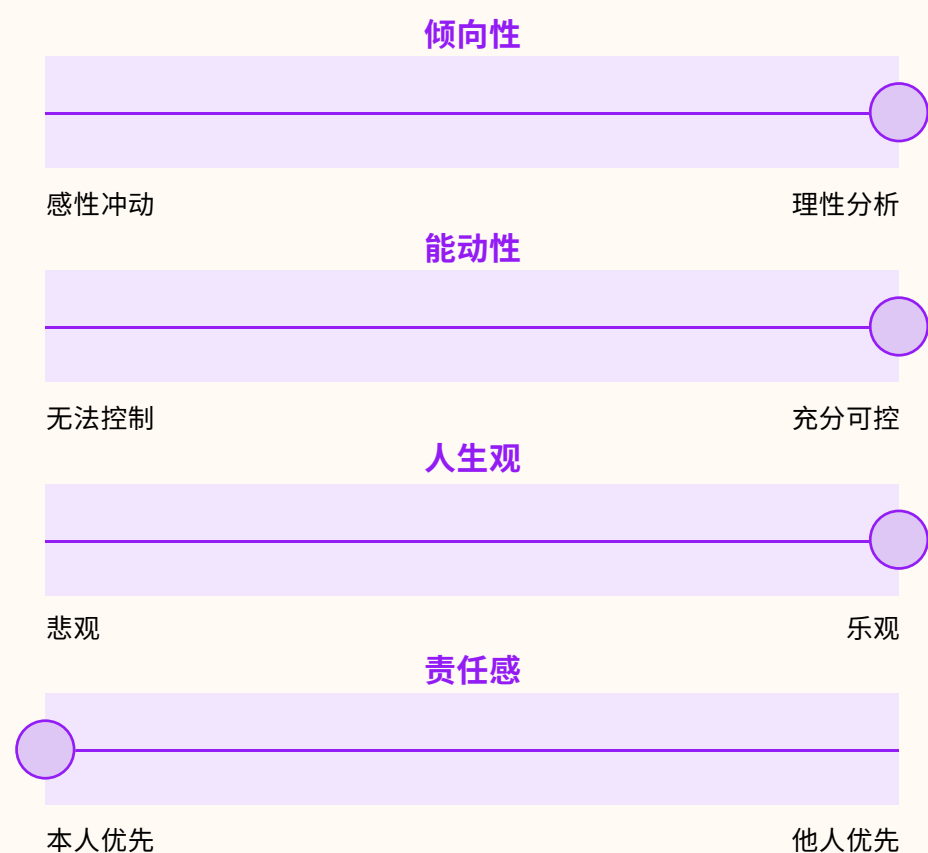 倾向性
感性冲动 理性分析
能动性
无法控制 充分可控
人生观
悲观 乐观
责任感
本人优先 他人优先